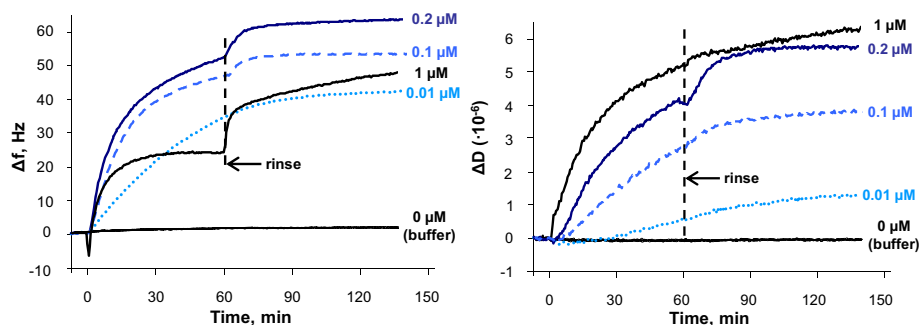 60
50
40
30
20
10
0
-10
Δf, Hz
0.2 µM
0.1 µM
1 µM
0.01 µM
rinse
0 µM
(buffer)
0
30
60
90
120
150
Time, min
6
5
4
3
2
1
0
-1
ΔD (·10⁻⁶)
1 µM
0.2 µM
0.1 µM
rinse
0.01 µM
0 µM
(buffer)
0
30
60
90
120
150
Time, min